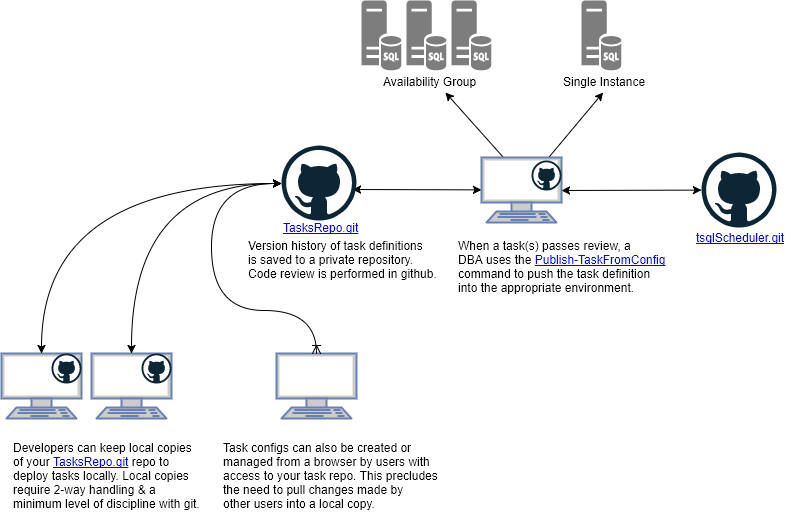 SQL SQL SQL SQL
Availability Group
Single Instance
TasksRepo.git
Version history of task definitions
is saved to a private repository.
Code review is performed in github.
When a task(s) passes review, a
DBA uses the Publish-TaskFromConfig
command to push the task definition
into the appropriate environment.
tsqlScheduler.git
Developers can keep local copies
of your TasksRepo.git repo to
deploy tasks locally. Local copies
require 2-way handling & a
minimum level of discipline with git.
Task configs can also be created or
managed from a browser by users with
access to your task repo. This precludes
the need to pull changes made by
other users into a local copy.